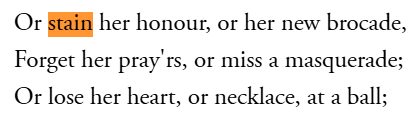 Or stain her honour, or her new brocade,
Forget her pray'rs, or miss a masquerade;
Or lose her heart, or necklace, at a ball;